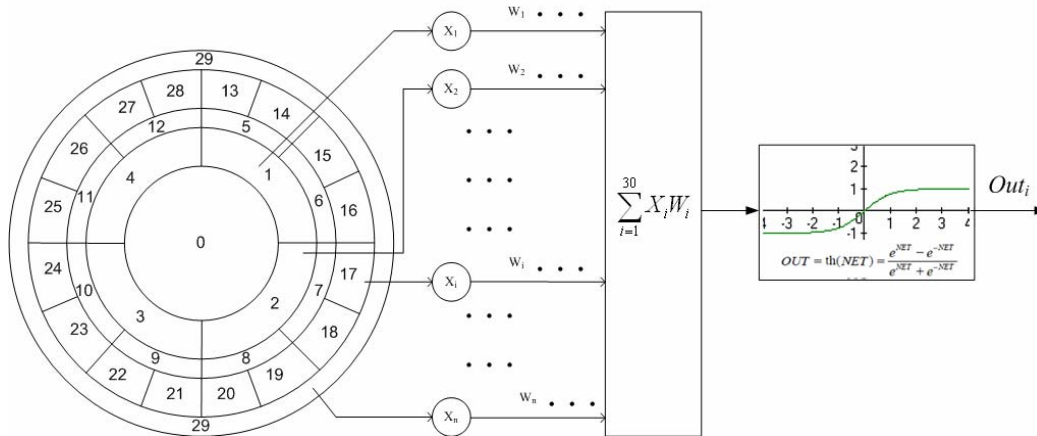 29
28 13
27 14
12 5
26 15
4 1
11 6
25 16
0
24 17
10 7
3 2
23 18
9 8
22 19
21 20
29
X₁
X₂
Xᵢ
Xₙ
W₁
W₂
Wᵢ
Wₙ
30
∑ XᵢWᵢ
i=1
3
2
1
0
-1
-4 -3 -2 -1 1 2 3 4
OUT = th(NET) = (e^NET − e^−NET) / (e^NET + e^−NET)
Outᵢ